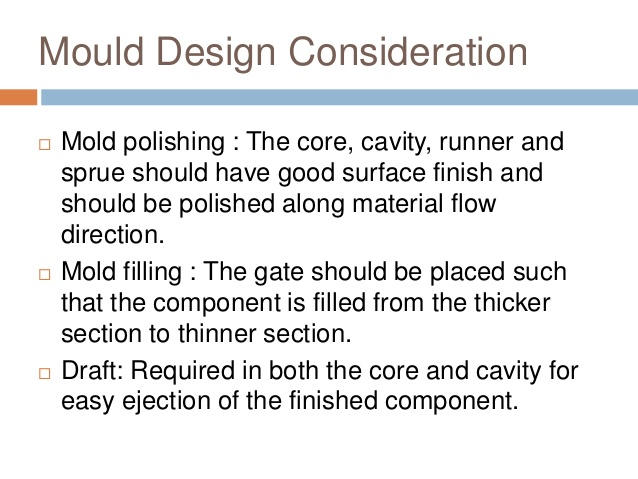 Mould Design Consideration
Mold polishing : The core, cavity, runner and
sprue should have good surface finish and
should be polished along material flow
direction.
Mold filling : The gate should be placed such
that the component is filled from the thicker
section to thinner section.
Draft: Required in both the core and cavity for
easy ejection of the finished component.